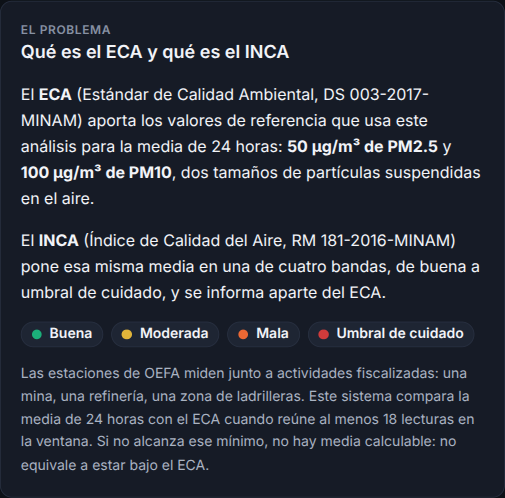 EL PROBLEMA
Qué es el ECA y qué es el INCA
El ECA (Estándar de Calidad Ambiental, DS 003-2017-
MINAM) aporta los valores de referencia que usa este
análisis para la media de 24 horas: 50 µg/m³ de PM2.5 y
100 µg/m³ de PM10, dos tamaños de partículas suspendidas
en el aire.
El INCA (Índice de Calidad del Aire, RM 181-2016-MINAM)
pone esa misma media en una de cuatro bandas, de buena a
umbral de cuidado, y se informa aparte del ECA.
Buena Moderada Mala Umbral de cuidado
Las estaciones de OEFA miden junto a actividades fiscalizadas: una
mina, una refinería, una zona de ladrilleras. Este sistema compara la
media de 24 horas con el ECA cuando reúne al menos 18 lecturas en
la ventana. Si no alcanza ese mínimo, no hay media calculable: no
equivale a estar bajo el ECA.